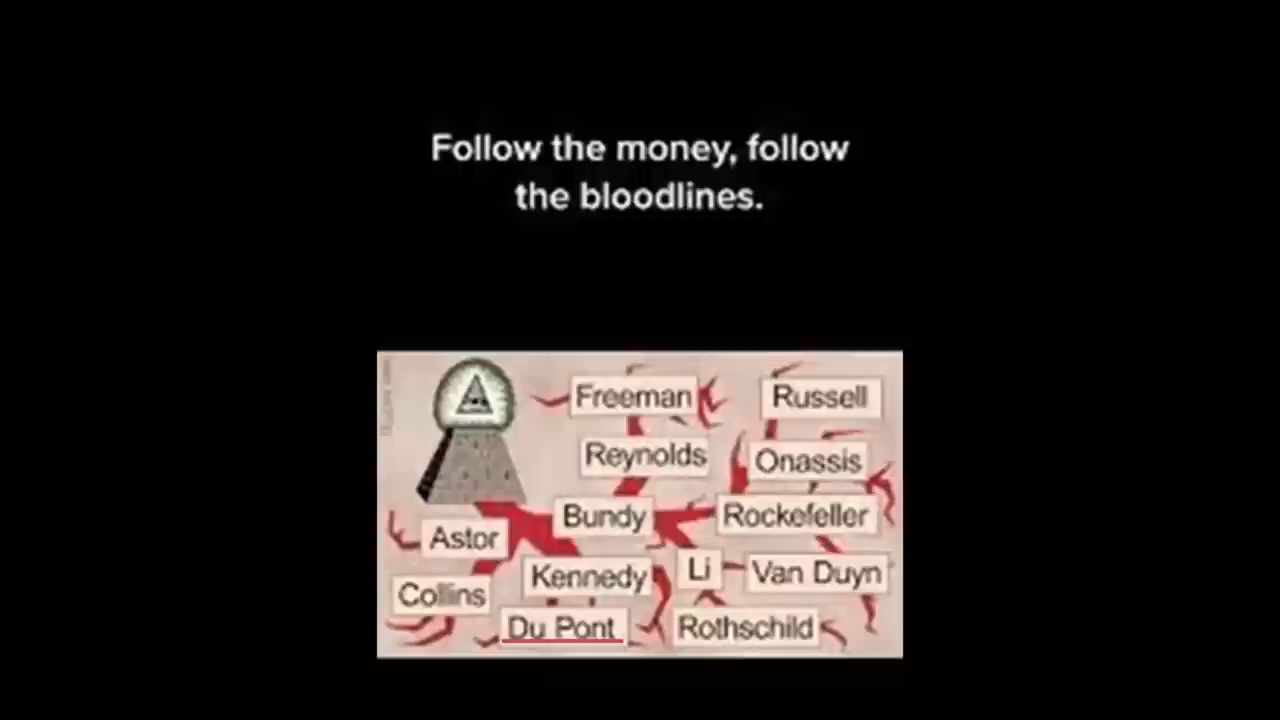 Follow the money, follow
the bloodlines.
Freeman
Russell
Reynolds
Onassis
Bundy
Rockefeller
Astor
Kennedy
Li
Van Duyn
Collins
Du Pont
Rothschild